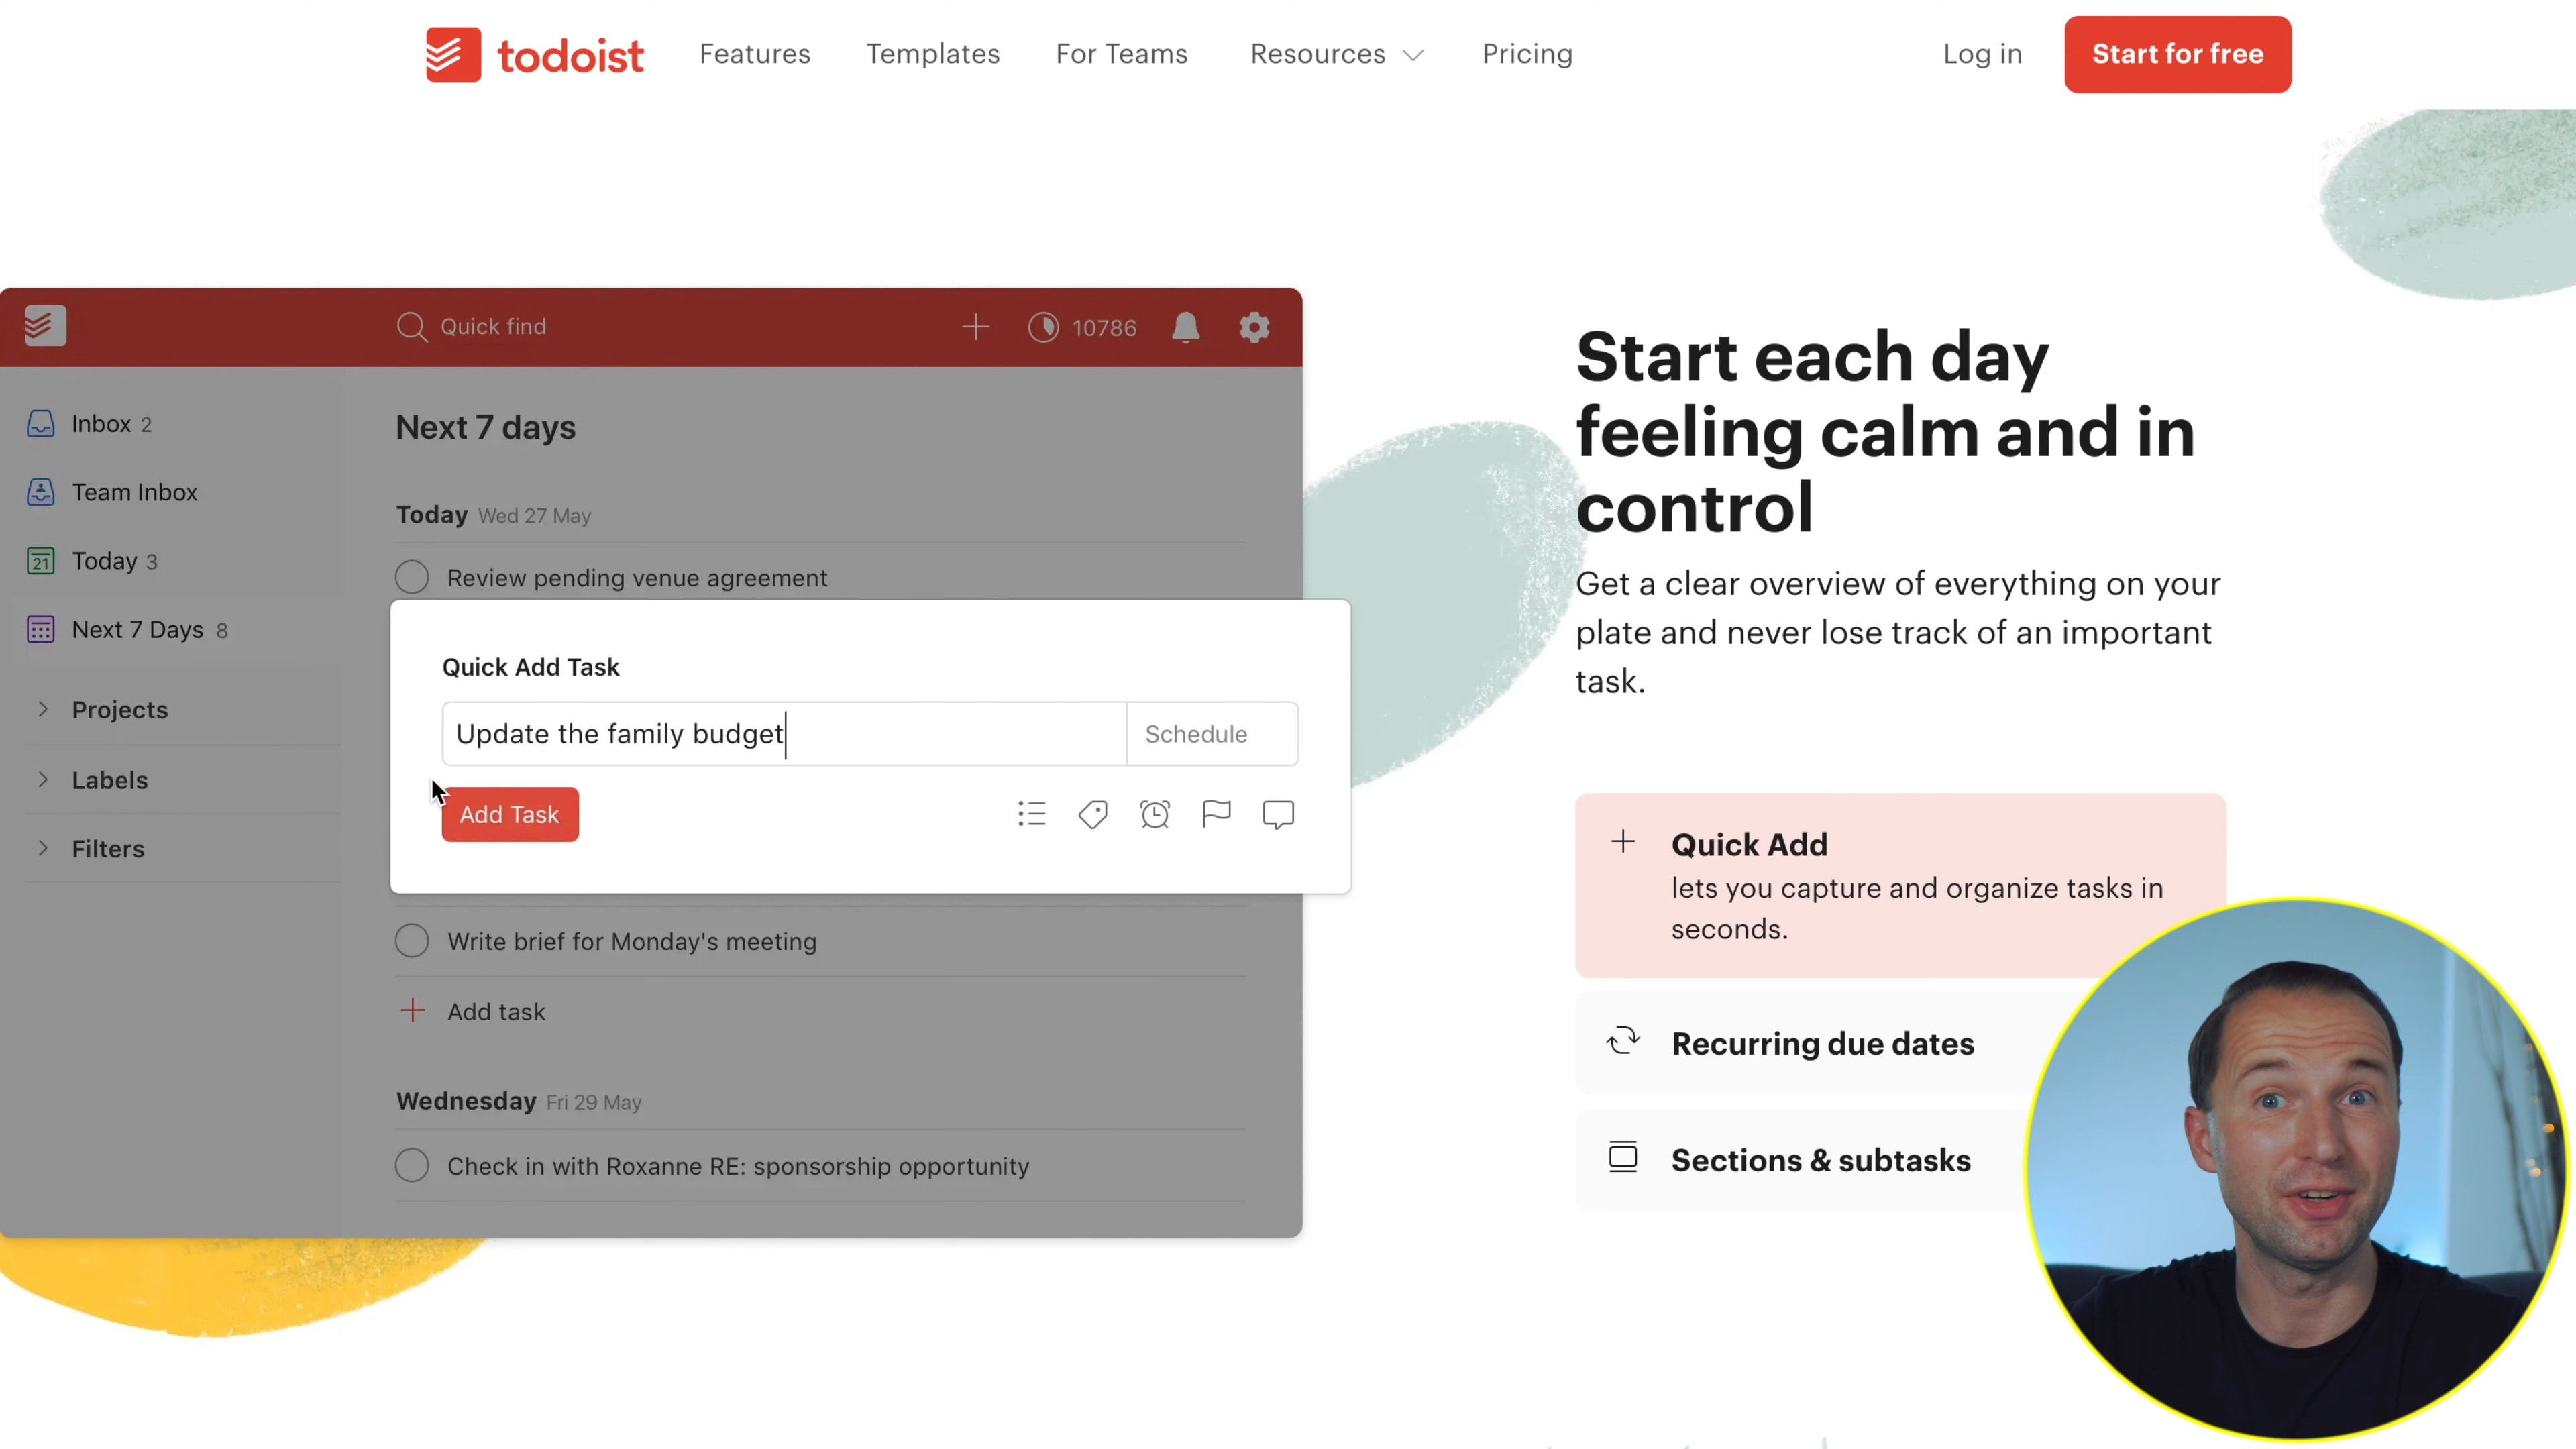 todoist
Features
Templates
For Teams
Resources
Pricing
Log in
Start for free
Quick find
10786
Inbox 2
Team Inbox
21
Today 3
Next 7 Days 8
Projects
Labels
Filters
Next 7 days
Today Wed 27 May
Review pending venue agreement
Quick Add Task
Update the family budget
Schedule
Add Task
Write brief for Monday's meeting
Add task
Wednesday Fri 29 May
Check in with Roxanne RE: sponsorship opportunity
Start each day
feeling calm and in
control
Get a clear overview of everything on your
plate and never lose track of an important
task.
Quick Add
lets you capture and organize tasks in
seconds.
Recurring due dates
Sections & subtasks